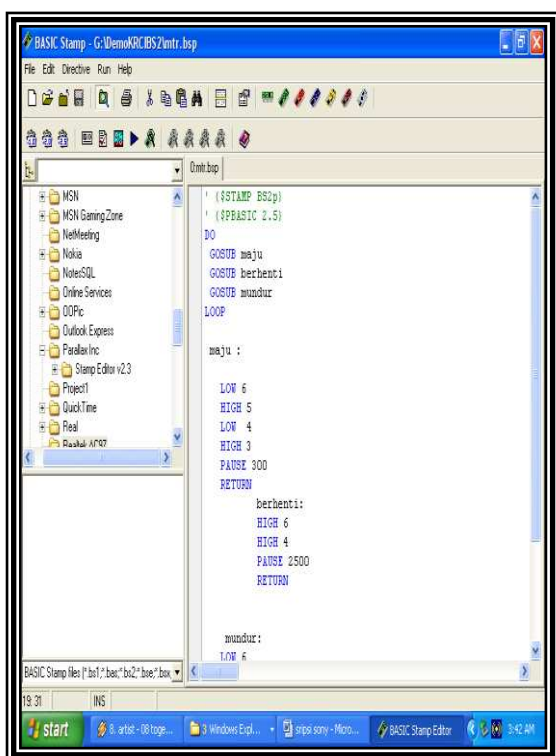 BASIC Stamp - G:\DemoKRCI\BS2\mtr.bsp
File Edit Directive Run Help
0:mtr.bsp
MSN
MSN Gaming Zone
NetMeeting
Nokia
NotesSQL
Online Services
OOPic
Outlook Express
Parallax Inc
Stamp Editor v2.3
Project1
QuickTime
Real
Realtek AC97
BASIC Stamp files (*.bs1;*.bas;*.bs2;*.bse;*.bsx,
' {$STAMP BS2p}
' {$PBASIC 2.5}
DO
GOSUB maju
GOSUB berhenti
GOSUB mundur
LOOP
maju :
LOW 6
HIGH 5
LOW 4
HIGH 3
PAUSE 300
RETURN
berhenti:
HIGH 6
HIGH 4
PAUSE 2500
RETURN
mundur:
LOW 6
19: 31 INS
start
8. artist - 08 toge...
3 Windows Expl...
sripsi sony - Micro...
BASIC Stamp Editor
3:42 AM